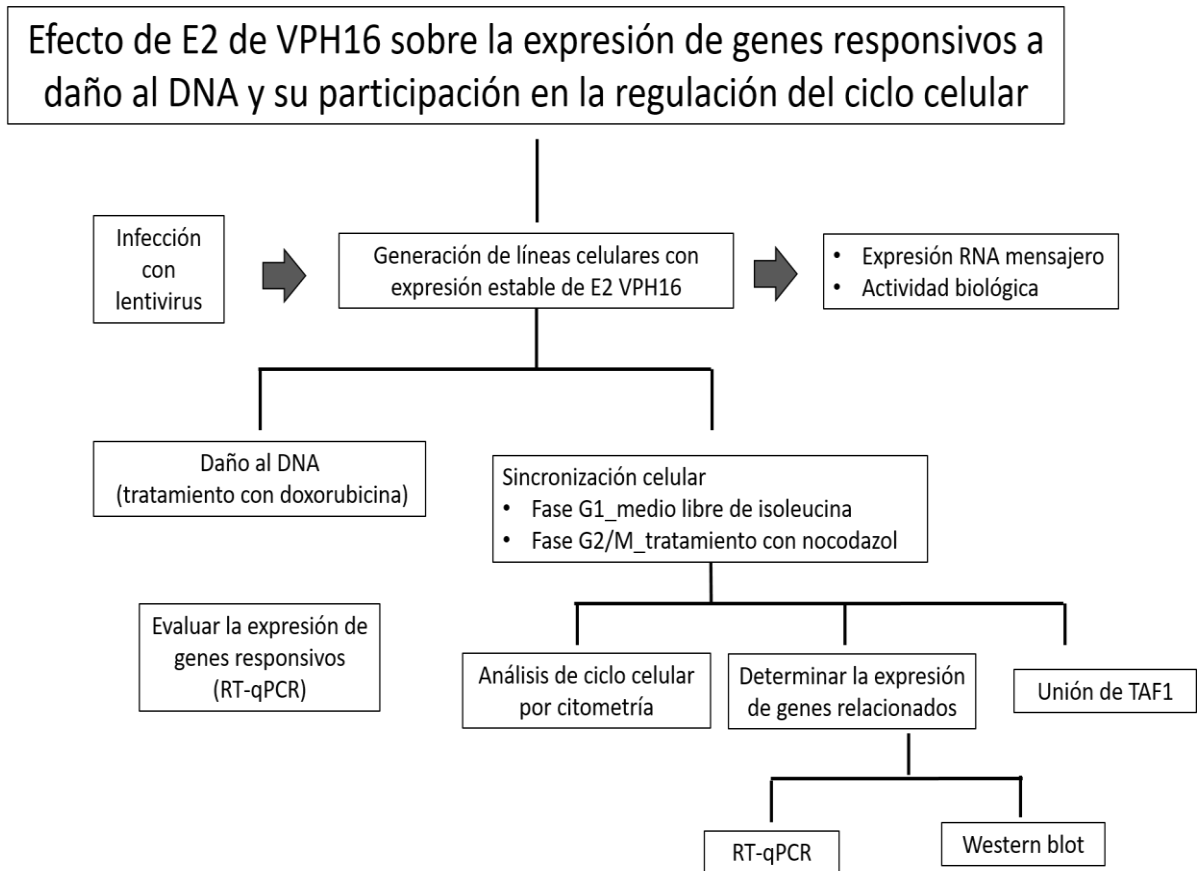 Efecto de E2 de VPH16 sobre la expresión de genes responsivos a
daño al DNA y su participación en la regulación del ciclo celular
Infección
con
lentivirus
Generación de líneas celulares con
expresión estable de E2 VPH16
• Expresión RNA mensajero
• Actividad biológica
Daño al DNA
(tratamiento con doxorubicina)
Sincronización celular
• Fase G1_medio libre de isoleucina
• Fase G2/M_tratamiento con nocodazol
Evaluar la expresión de
genes responsivos
(RT-qPCR)
Análisis de ciclo celular
por citometría
Determinar la expresión
de genes relacionados
Unión de TAF1
RT-qPCR
Western blot